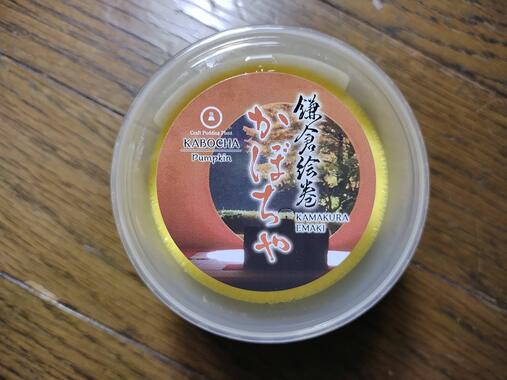 鎌倉絵巻
KAMAKURA
EMAKI
かぼちゃ
Craft Pudding Plant
KABOCHA
Pumpkin